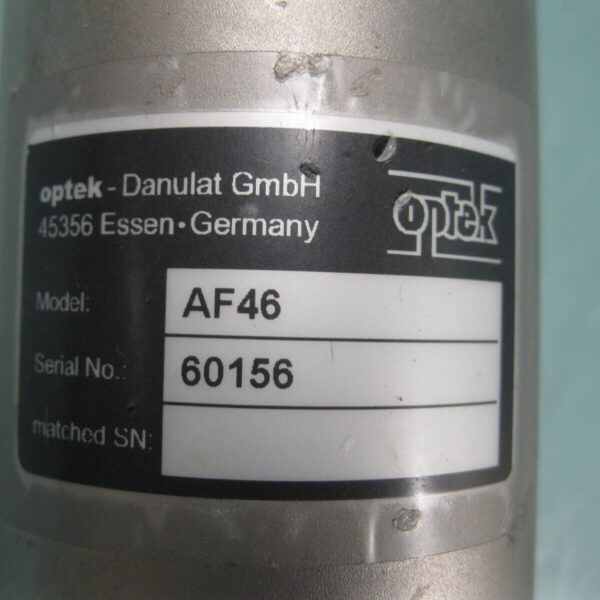 optek - Danulat GmbH
45356 Essen•Germany
optek
Model: AF46
Serial No.: 60156
matched SN: